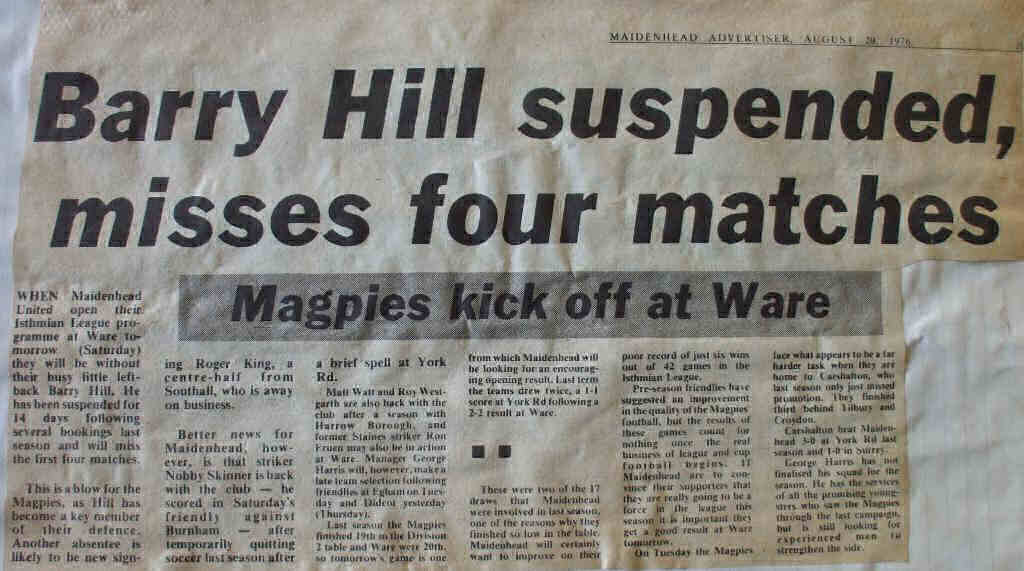 MAIDENHEAD ADVERTISER, AUGUST 20, 1976
Barry Hill suspended,
misses four matches
Magpies kick off at Ware
WHEN Maidenhead
United open their
Isthmian League pro-
gramme at Ware to-
morrow (Saturday)
they will be without
their busy little left-
back Barry Hill. He
has been suspended for
14 days following
several bookings last
season and will miss
the first four matches.
This is a blow for the
Magpies, as Hill has
become a key member
of their defence.
Another absentee is
likely to be new sign-
ing Roger King, a
centre-half from
Southall, who is away
on business.
Better news for
Maidenhead, how-
ever, is that striker
Nobby Skinner is back
with the club — he
scored in Saturday's
friendly against
Burnham — after
temporarily quitting
soccer last season after
a brief spell at York
Rd.
Matt Watt and Roy West-
garth are also back with the
club after a season with
Harrow Borough, and
former Staines striker Ron
Fruen may also be in action
at Ware. Manager George
Harris will, however, make a
late team selection following
friendlies at Egham on Tues-
day and Didcot yesterday
(Thursday).
Last season the Magpies
finished 19th in the Division
2 table and Ware were 20th,
so tomorrow's game is one
from which Maidenhead will
be looking for an encourag-
ing opening result. Last term
the teams drew twice, a 1-1
score at York Rd following a
2-2 result at Ware.
These were two of the 17
draws that Maidenhead
were involved in last season,
one of the reasons why they
finished so low in the table.
Maidenhead will certainly
want to improve on their
poor record of just six wins
out of 42 games in the
Isthmian League.
Pre-season friendlies have
suggested an improvement
in the quality of the Magpies'
football, but the results of
these games count for
nothing once the real
business of league and cup
football begins. If
Maidenhead are to con-
vince their supporters that
they are really going to be a
force in the league this
season it is important they
get a good result at Ware
tomorrow.
On Tuesday the Magpies
face what appears to be a far
harder task when they are
home to Carshalton, who
last season only just missed
promotion. They finished
third behind Tilbury and
Croydon.
Carshalton beat Maiden-
head 3-0 at York Rd last
season and 1-0 in Surrey.
George Harris has not
finalised his squad for the
season. He has the services
of all the promising young-
sters who saw the Magpies
through the last campaign,
but is still looking for
experienced men to
strengthen the side.